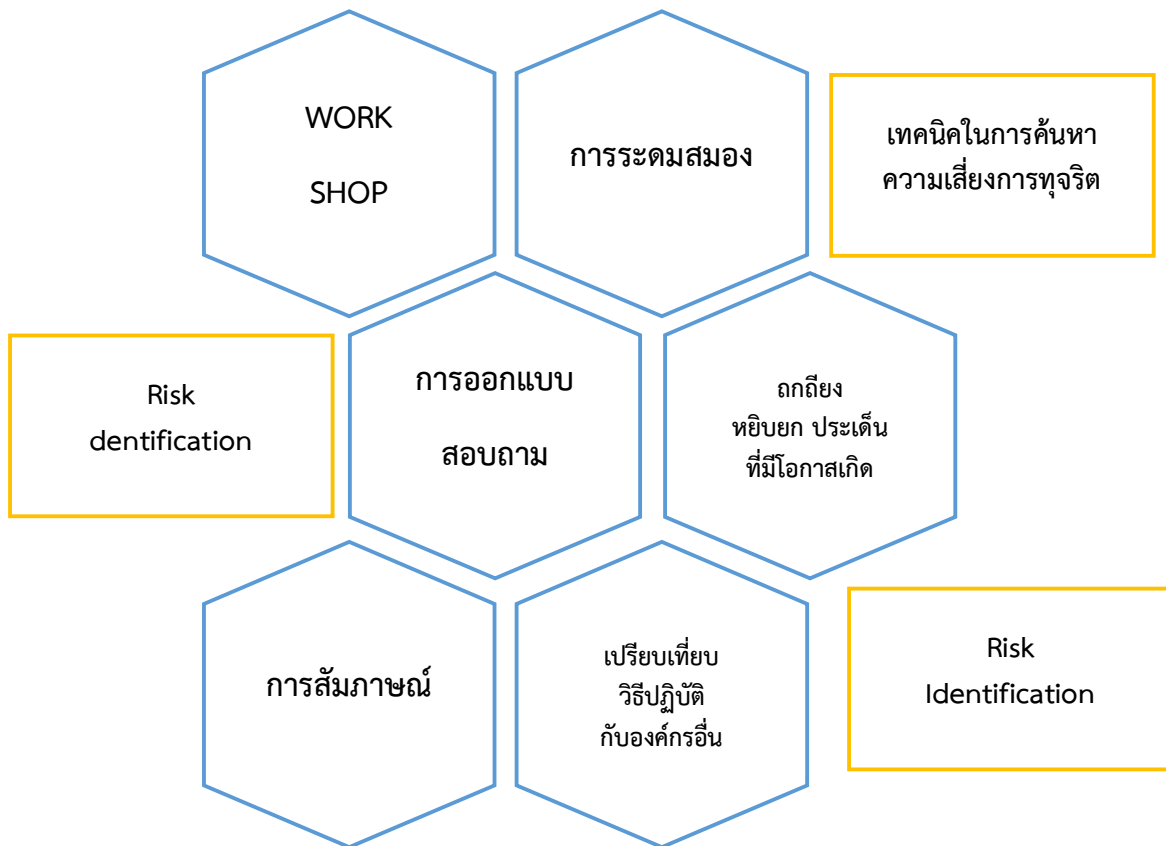 WORK
SHOP
การระดมสมอง
เทคนิคในการค้นหา
ความเสี่ยงการทุจริต
Risk
dentification
การออกแบบ
สอบถาม
ถกถียง
หยิบยก ประเด็น
ที่มีโอกาสเกิด
การสัมภาษณ์
เปรียบเที่ยบ
วิธีปฏิบัติ
กับองค์กรอื่น
Risk
Identification